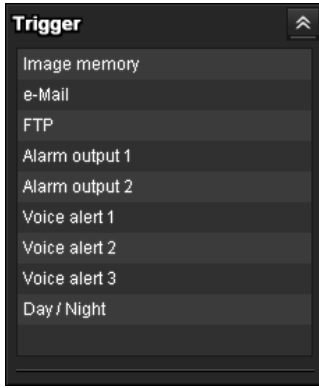 Trigger
Image memory
e-Mail
FTP
Alarm output 1
Alarm output 2
Voice alert 1
Voice alert 2
Voice alert 3
Day / Night